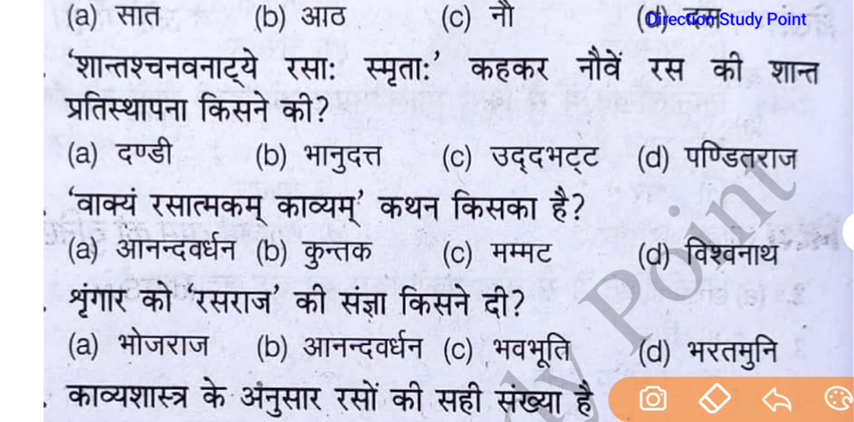 (a) सात (b) आठ (c) नौ (d) दस
Direction Study Point
'शान्तश्चनवनाट्ये रसाः स्मृताः' कहकर नौवें रस की शान्त
प्रतिस्थापना किसने की?
(a) दण्डी (b) भानुदत्त (c) उद्दभट्ट (d) पण्डितराज
'वाक्यं रसात्मकम् काव्यम्' कथन किसका है?
(a) आनन्दवर्धन (b) कुन्तक (c) मम्मट (d) विश्वनाथ
शृंगार को 'रसराज' की संज्ञा किसने दी?
(a) भोजराज (b) आनन्दवर्धन (c) भवभूति (d) भरतमुनि
काव्यशास्त्र के अंनुसार रसों की सही संख्या है
Point